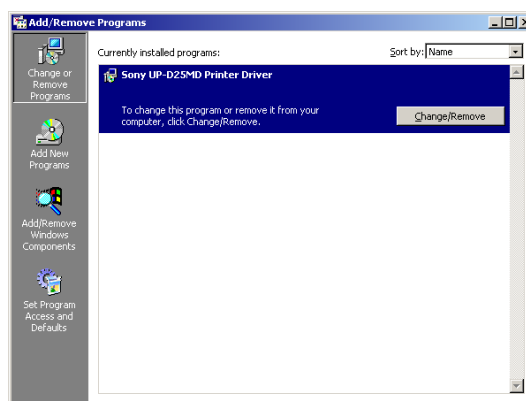 Add/Remove Programs
Change or
Remove
Programs
Add New
Programs
Add/Remove
Windows
Components
Set Program
Access and
Defaults
Currently installed programs:
Sort by: Name
Sony UP-D25MD Printer Driver
To change this program or remove it from your
computer, click Change/Remove.
Change/Remove